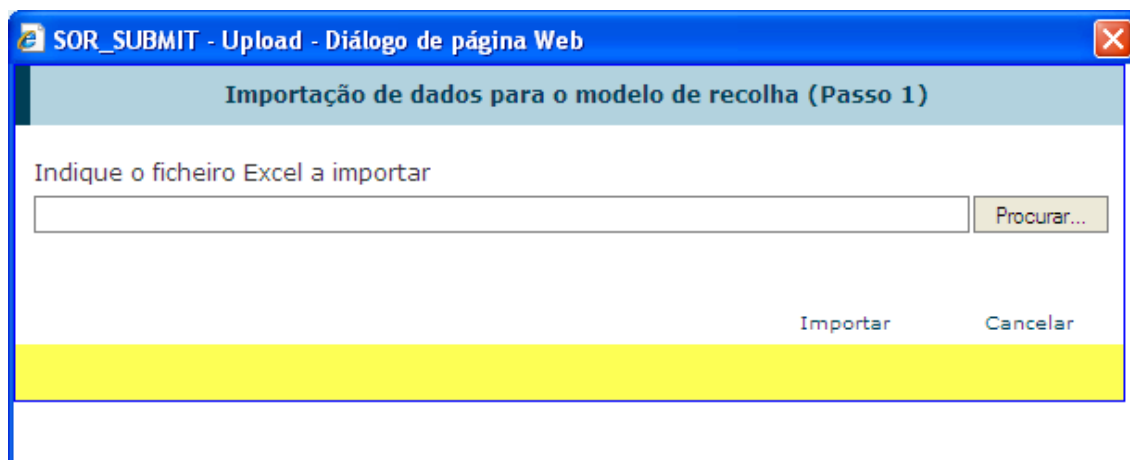 SOR_SUBMIT - Upload - Diálogo de página Web
Importação de dados para o modelo de recolha (Passo 1)
Indique o ficheiro Excel a importar
Procurar...
Importar Cancelar